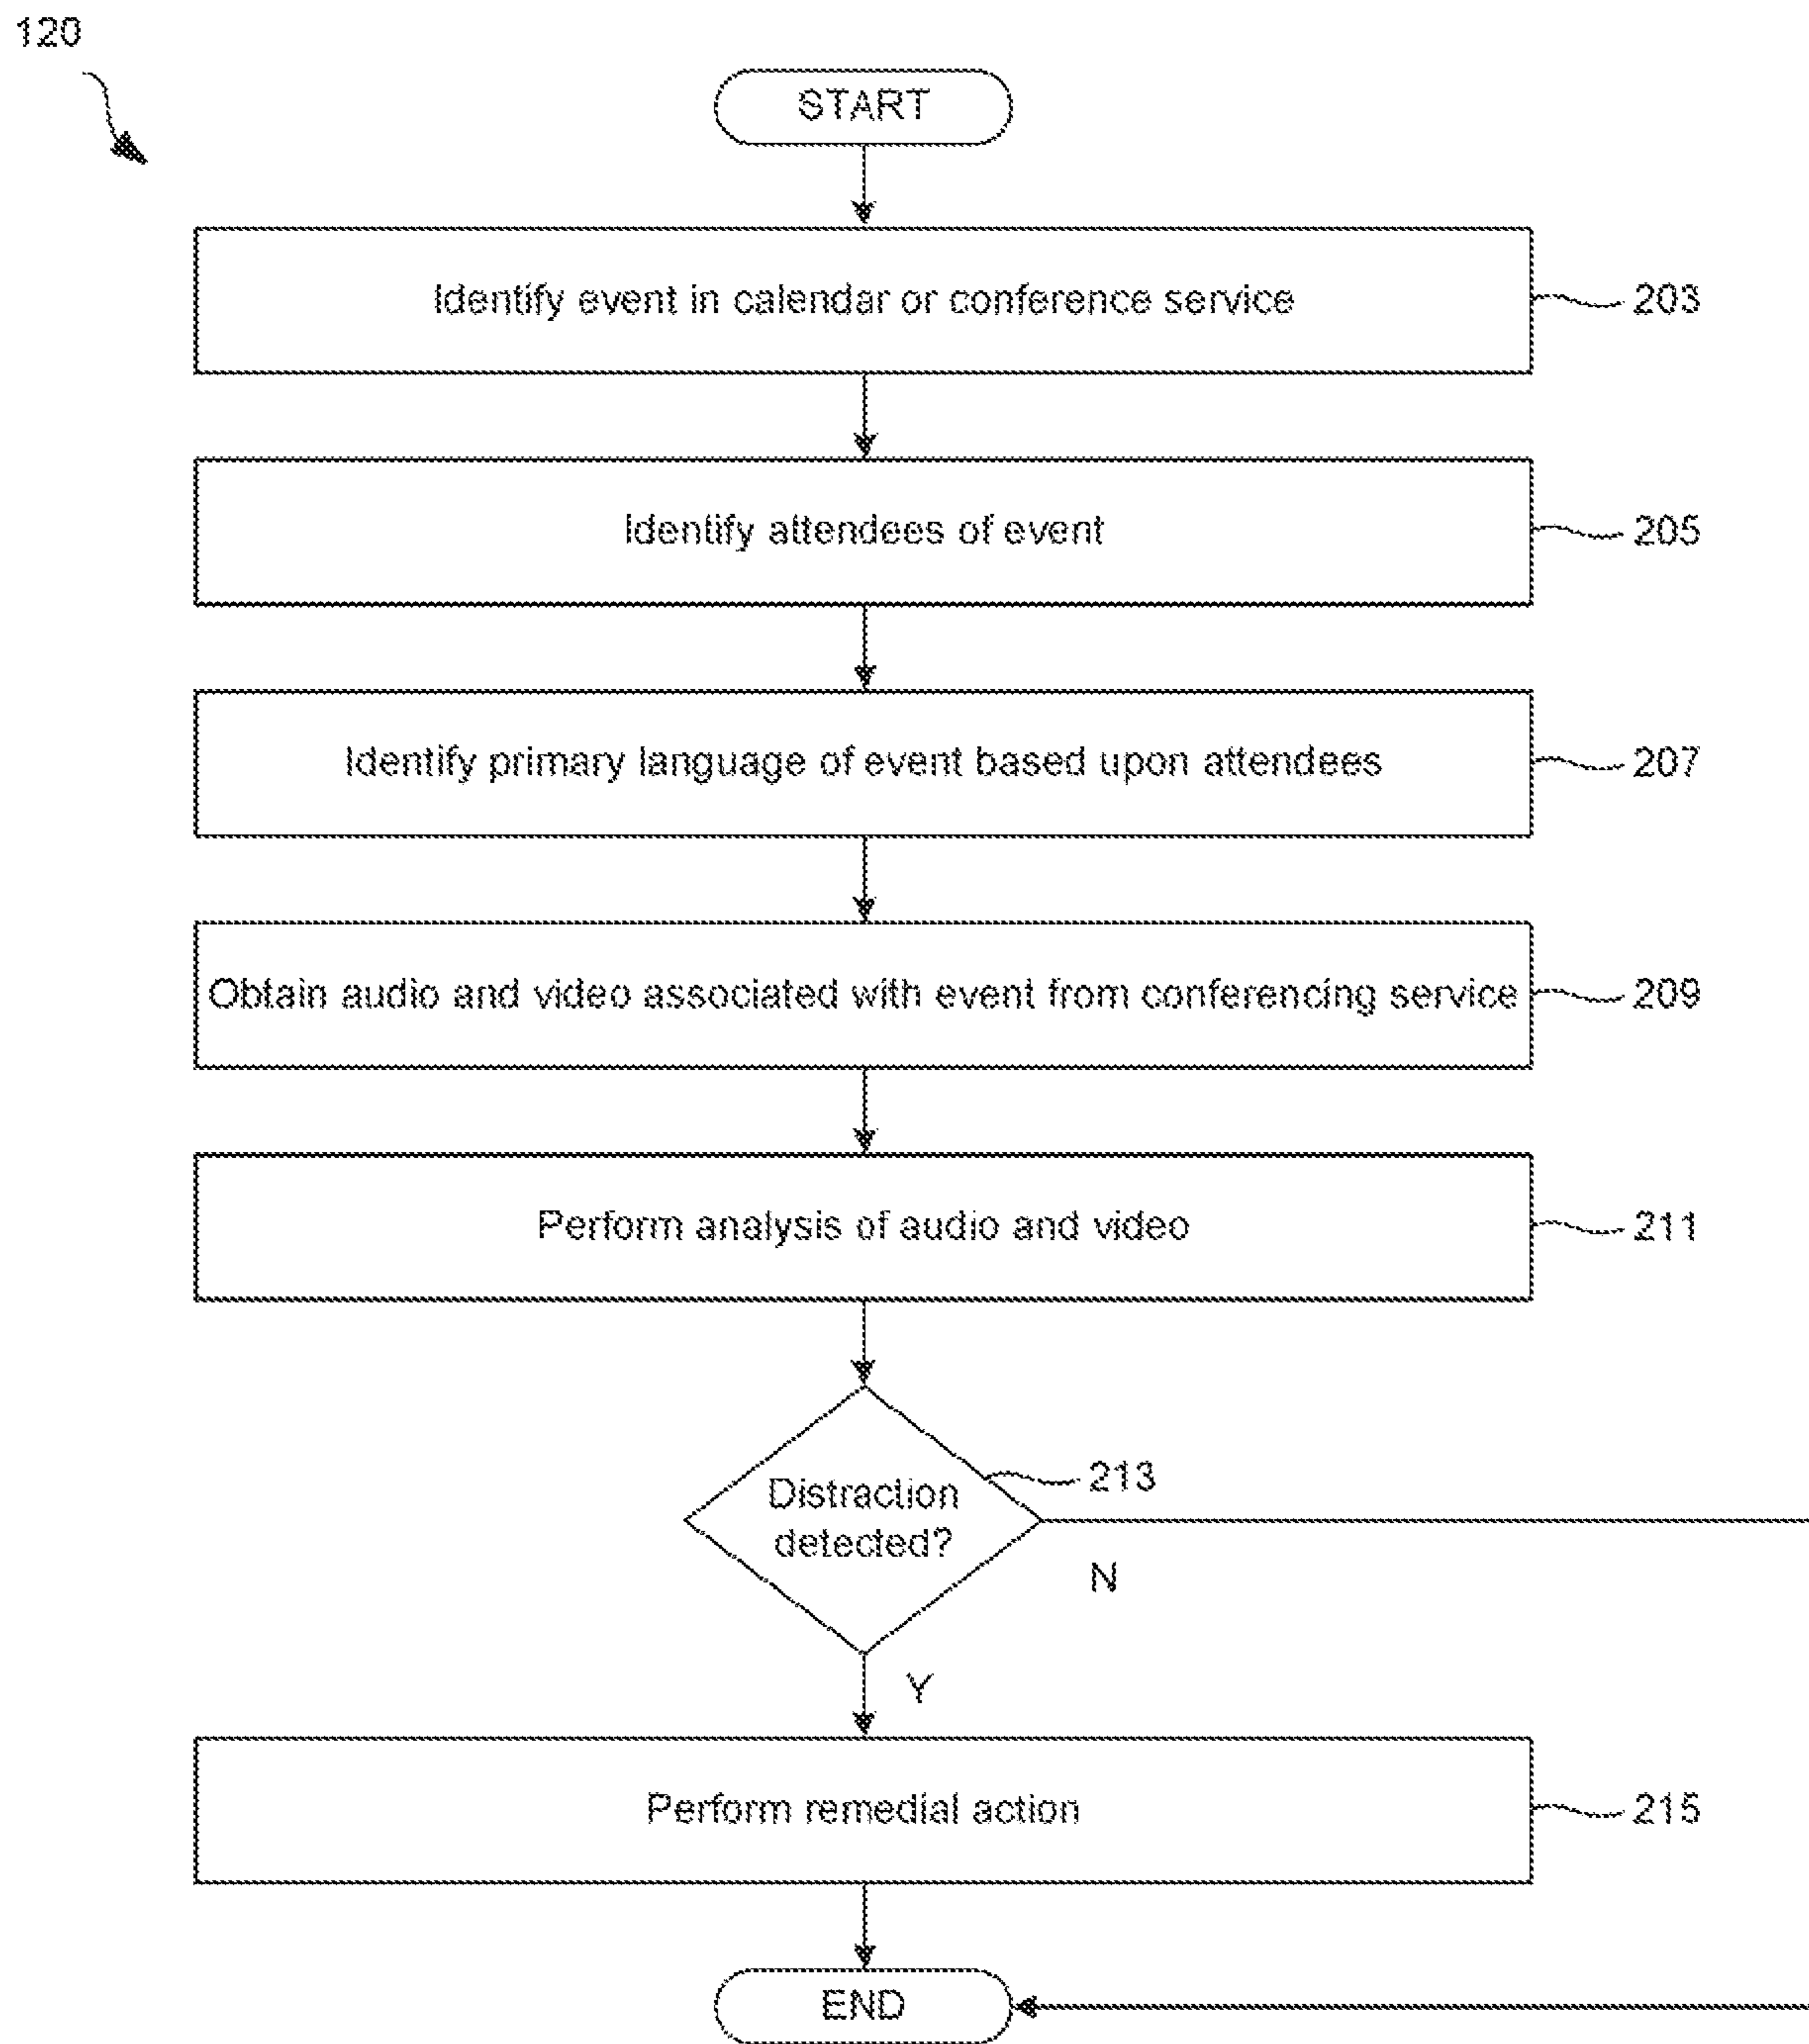 120
START
Identify event in calendar or conference service
203
Identify attendees of event
205
Identify primary language of event based upon attendees
207
Obtain audio and video associated with event from conferencing service
209
Perform analysis of audio and video
211
213
Distraction
detected?
N
Y
Perform remedial action
215
END